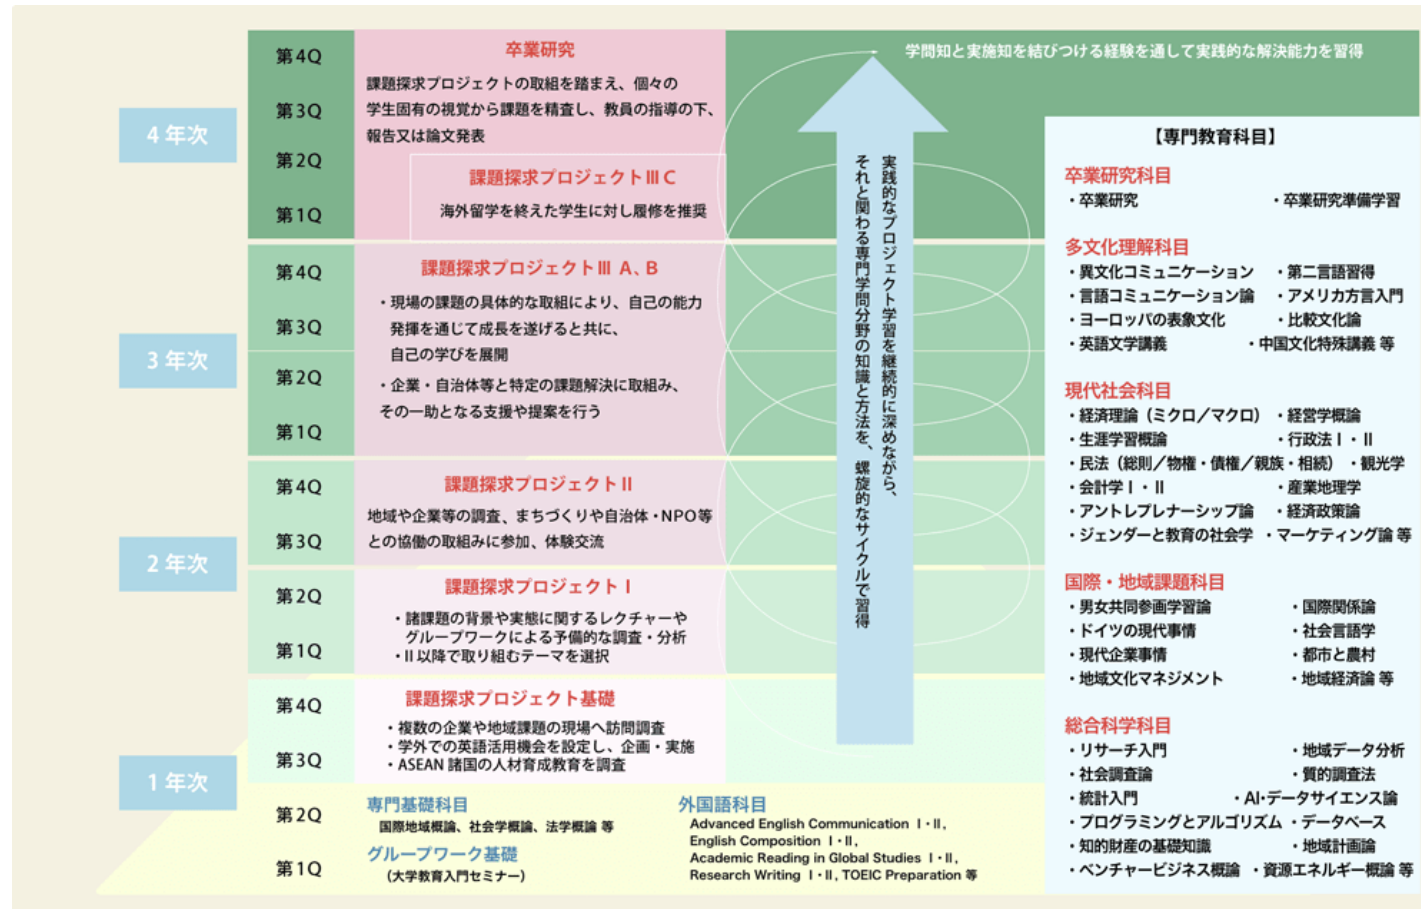 第4Q
卒業研究
課題探求プロジェクトの取組を踏まえ、個々の
学生固有の視覚から課題を精査し、教員の指導の下、
報告又は論文発表
第3Q
4年次
第2Q
課題探求プロジェクトⅢ C
海外留学を終えた学生に対し履修を推奨
第1Q
第4Q
課題探求プロジェクトⅢ A、B
・現場の課題の具体的な取組により、自己の能力
発揮を通じて成長を遂げると共に、
自己の学びを展開
・企業・自治体等と特定の課題解決に取組み、
その一助となる支援や提案を行う
第3Q
3年次
第2Q
第1Q
第4Q
課題探求プロジェクトⅡ
地域や企業等の調査、まちづくりや自治体・NPO等
との協働の取組みに参加、体験交流
第3Q
2年次
第2Q
課題探求プロジェクトⅠ
・諸課題の背景や実態に関するレクチャーや
グループワークによる予備的な調査・分析
・Ⅱ以降で取り組むテーマを選択
第1Q
第4Q
課題探求プロジェクト基礎
・複数の企業や地域課題の現場へ訪問調査
・学外での英語活用機会を設定し、企画・実施
・ASEAN 諸国の人材育成教育を調査
第3Q
1年次
第2Q
専門基礎科目
国際地域概論、社会学概論、法学概論 等
グループワーク基礎
（大学教育入門セミナー）
第1Q
外国語科目
Advanced English Communication Ⅰ・Ⅱ,
English Composition Ⅰ・Ⅱ,
Academic Reading in Global Studies Ⅰ・Ⅱ,
Research Writing Ⅰ・Ⅱ, TOEIC Preparation 等
学問知と実施知を結びつける経験を通して実践的な解決能力を習得
実践的なプロジェクト学習を継続的に深めながら、
それと関わる専門学問分野の知識と方法を、螺旋的なサイクルで習得
【専門教育科目】
卒業研究科目
・卒業研究 ・卒業研究準備学習
多文化理解科目
・異文化コミュニケーション ・第二言語習得
・言語コミュニケーション論 ・アメリカ方言入門
・ヨーロッパの表象文化 ・比較文化論
・英語文学講義 ・中国文化特殊講義 等
現代社会科目
・経済理論（ミクロ／マクロ） ・経営学概論
・生涯学習概論 ・行政法Ⅰ・Ⅱ
・民法（総則／物権・債権／親族・相続） ・観光学
・会計学Ⅰ・Ⅱ ・産業地理学
・アントレプレナーシップ論 ・経済政策論
・ジェンダーと教育の社会学 ・マーケティング論 等
国際・地域課題科目
・男女共同参画学習論 ・国際関係論
・ドイツの現代事情 ・社会言語学
・現代企業事情 ・都市と農村
・地域文化マネジメント ・地域経済論 等
総合科学科目
・リサーチ入門 ・地域データ分析
・社会調査論 ・質的調査法
・統計入門 ・AI・データサイエンス論
・プログラミングとアルゴリズム ・データベース
・知的財産の基礎知識 ・地域計画論
・ベンチャービジネス概論 ・資源エネルギー概論 等